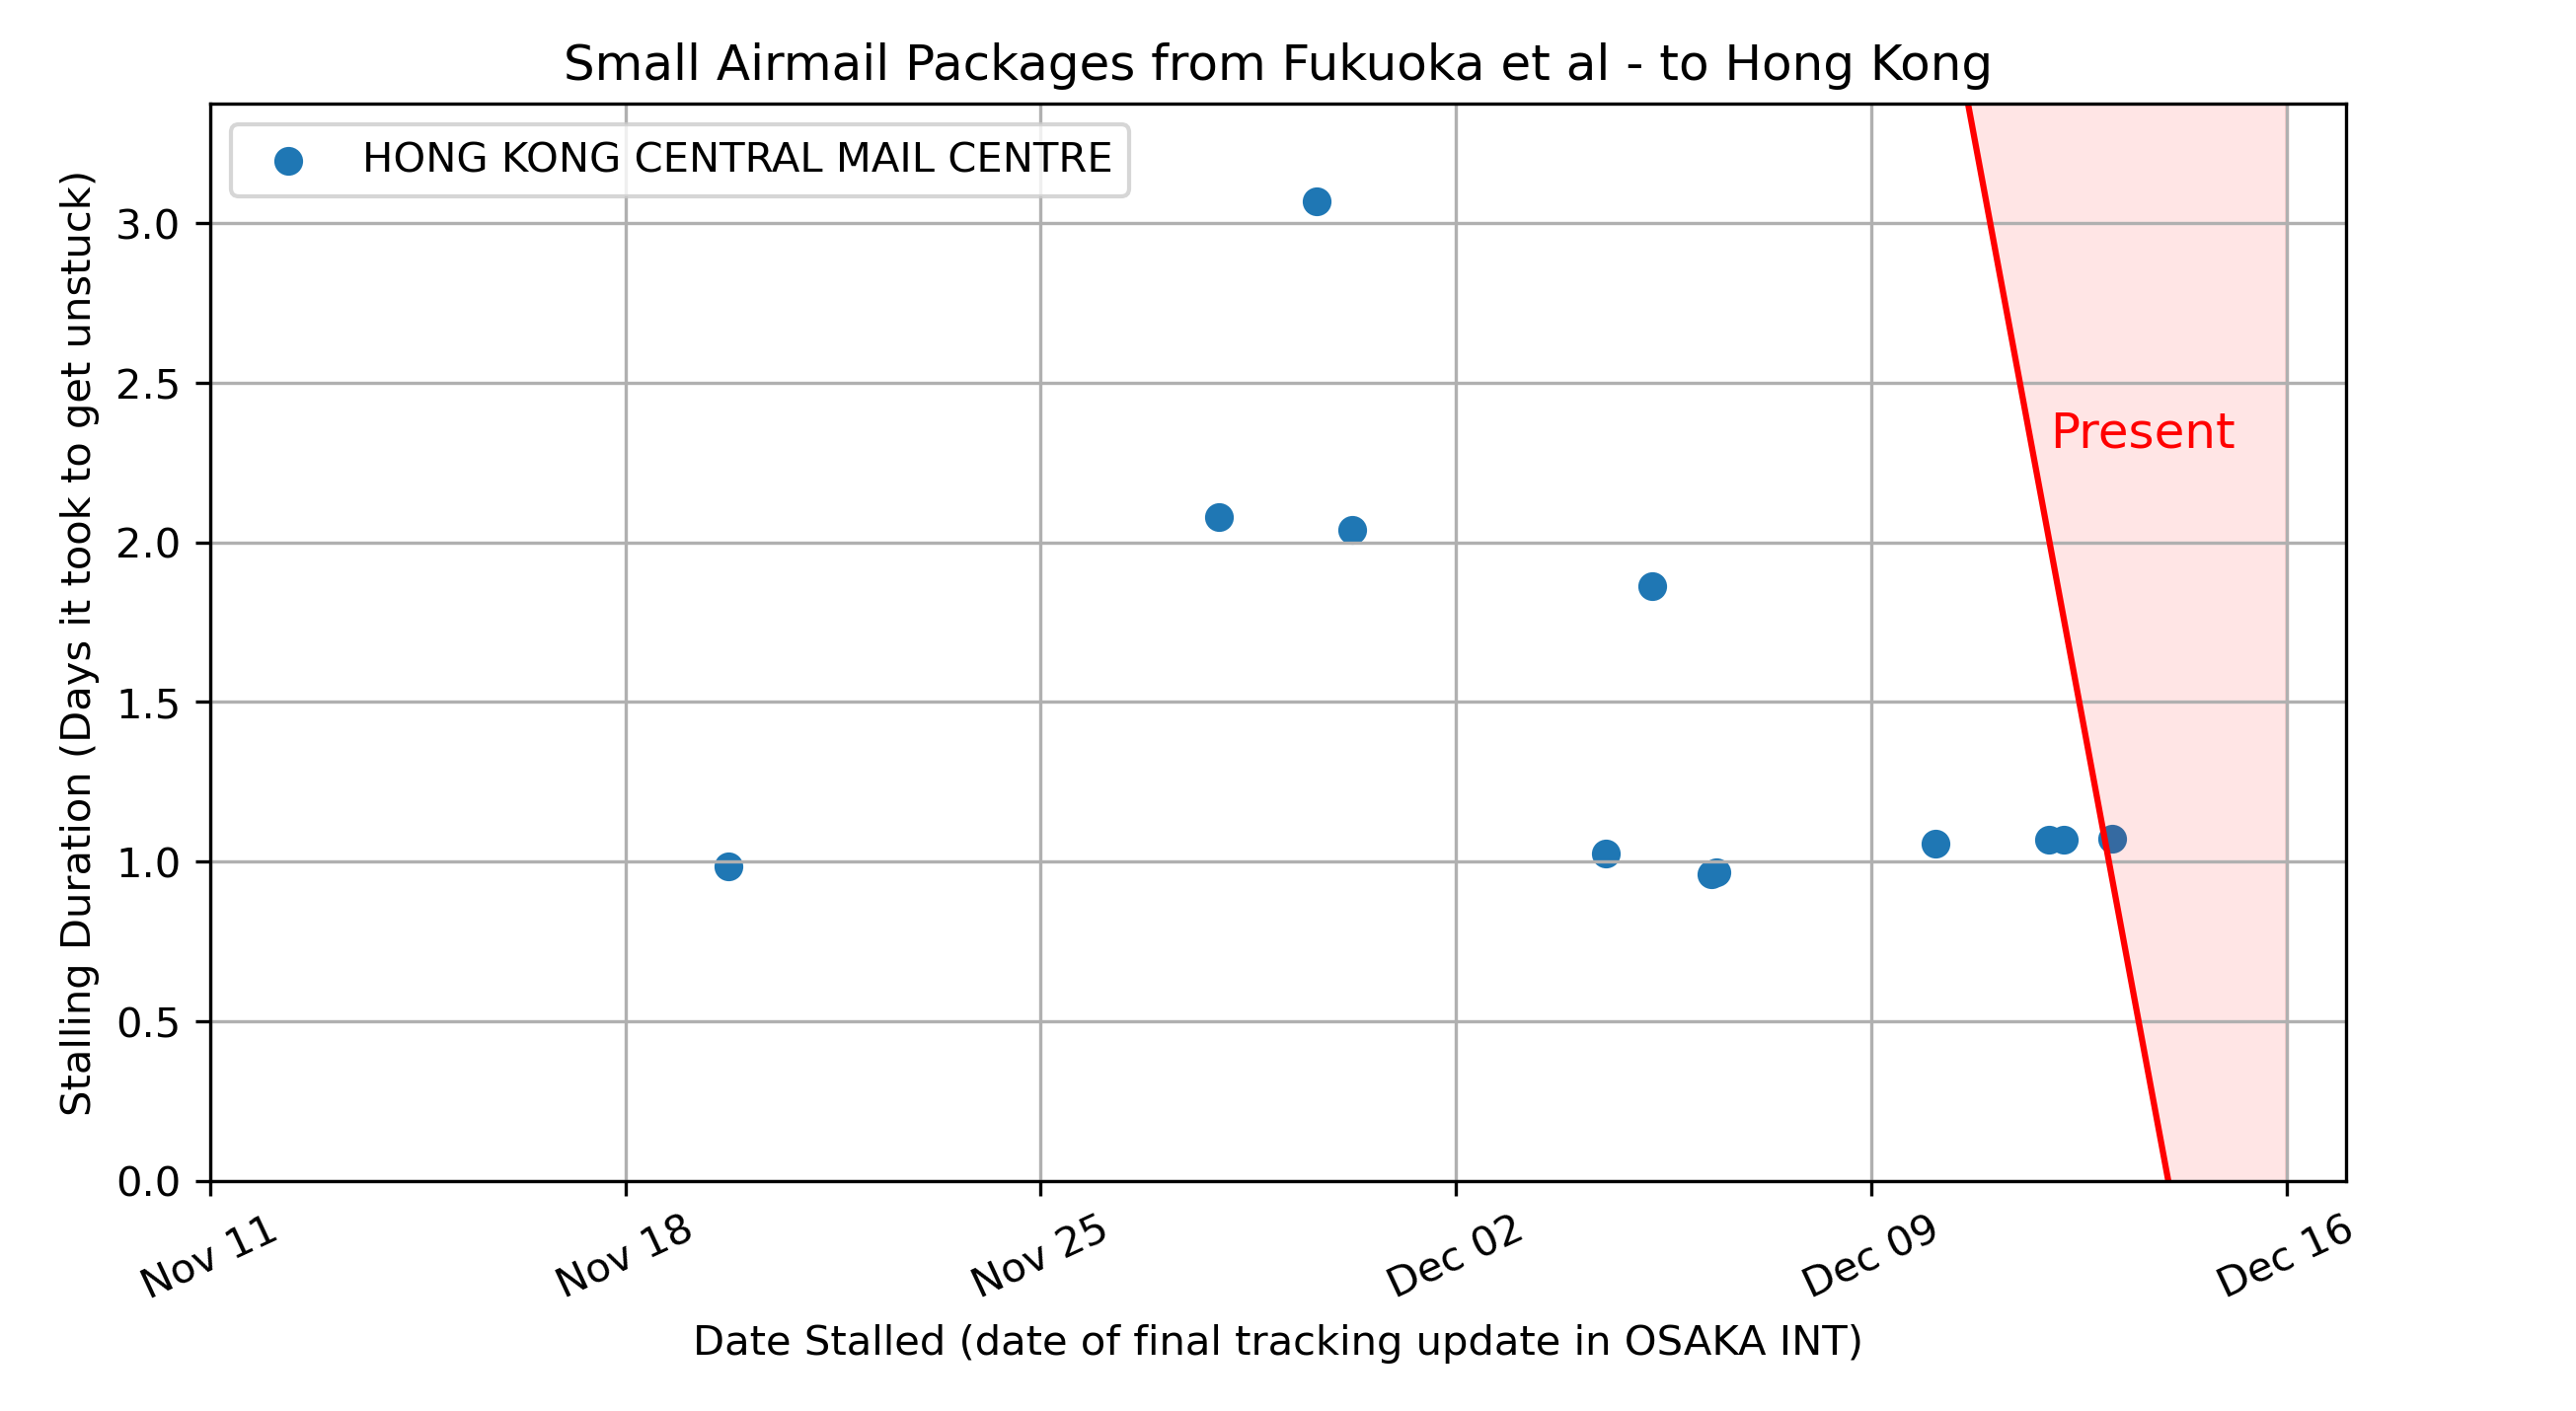 Small Airmail Packages from Fukuoka et al - to Hong Kong
HONG KONG CENTRAL MAIL CENTRE
Stalling Duration (Days it took to get unstuck)
3.0
2.5
2.0
1.5
1.0
0.5
0.0
Present
Nov 11
Nov 18
Nov 25
Dec 02
Dec 09
Dec 16
Date Stalled (date of final tracking update in OSAKA INT)